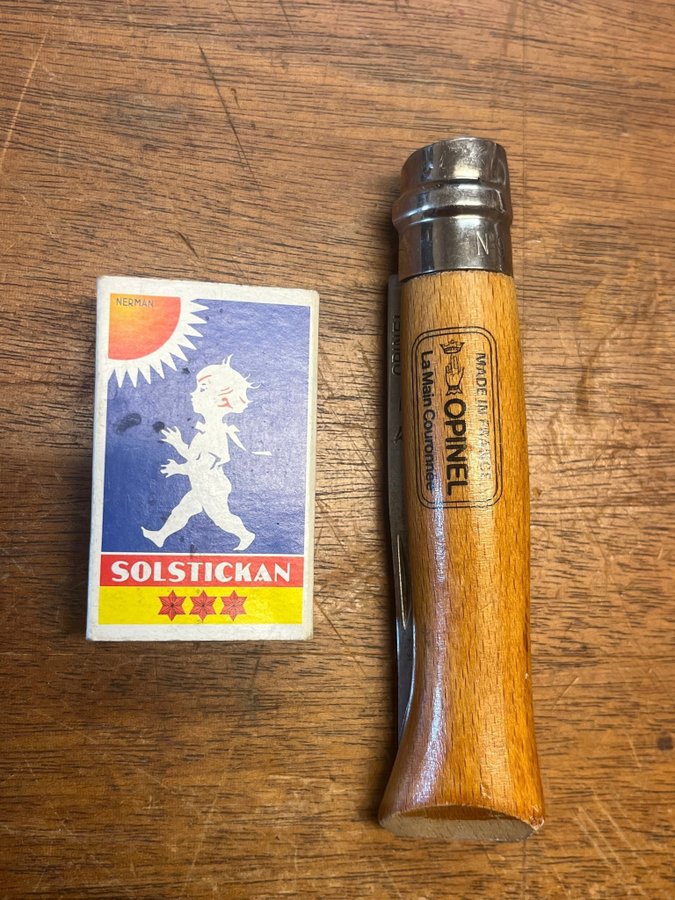 NERMAN
SOLSTICKAN
N
MADE IN FRANCE
OPINEL
La Main Couronnée